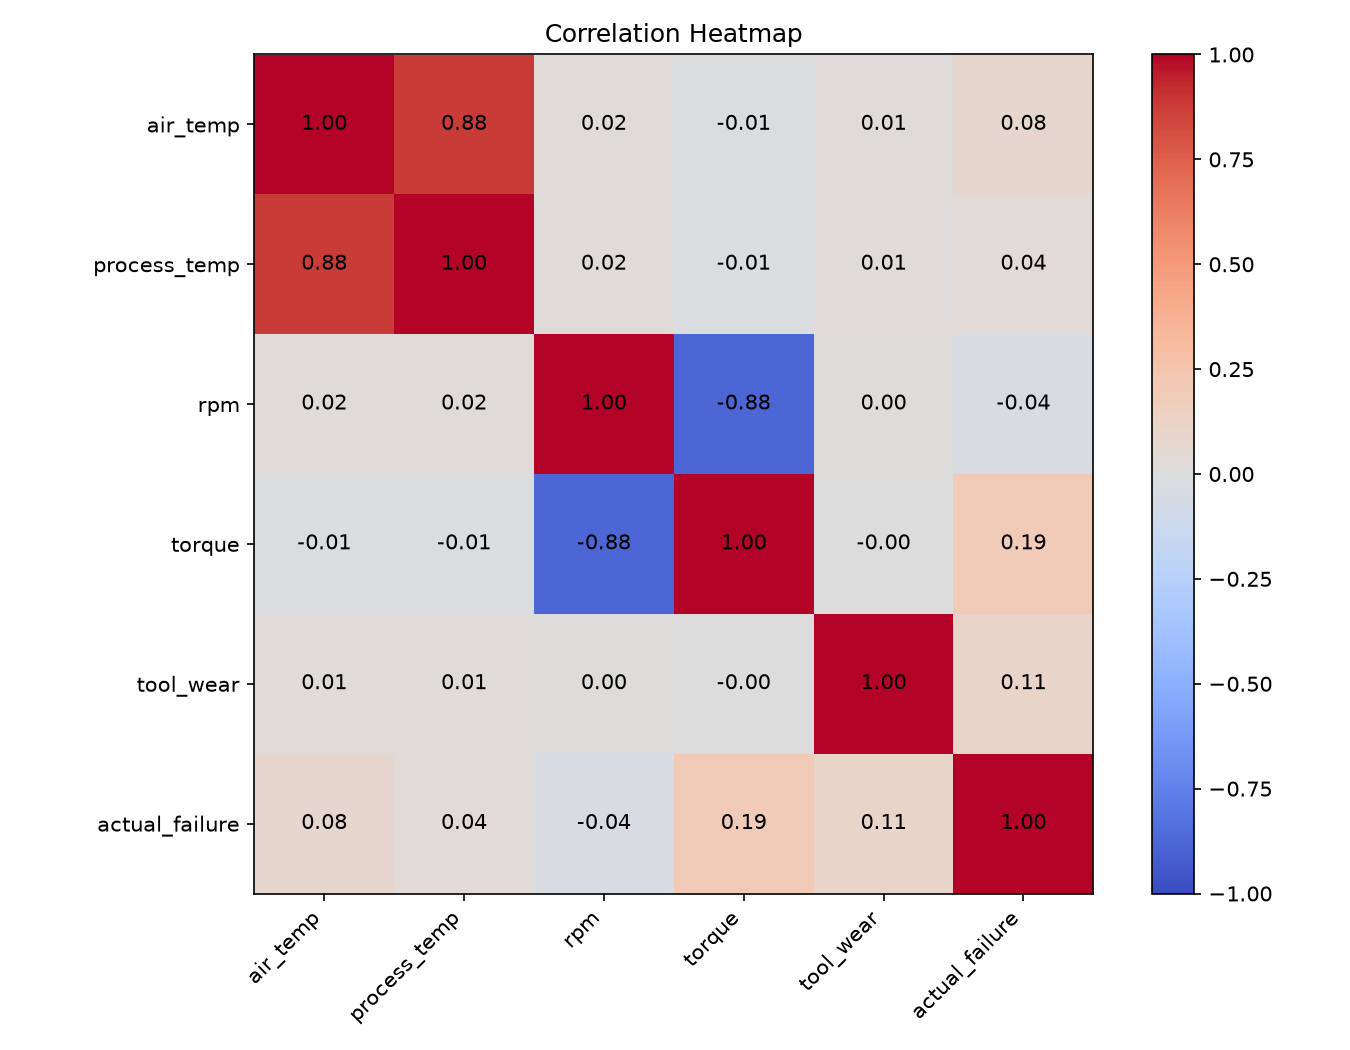 Correlation Heatmap
air_temp 1.00 0.88 0.02 -0.01 0.01 0.08
process_temp 0.88 1.00 0.02 -0.01 0.01 0.04
rpm 0.02 0.02 1.00 -0.88 0.00 -0.04
torque -0.01 -0.01 -0.88 1.00 -0.00 0.19
tool_wear 0.01 0.01 0.00 -0.00 1.00 0.11
actual_failure 0.08 0.04 -0.04 0.19 0.11 1.00
air_temp process_temp rpm torque tool_wear actual_failure
1.00
0.75
0.50
0.25
0.00
−0.25
−0.50
−0.75
−1.00